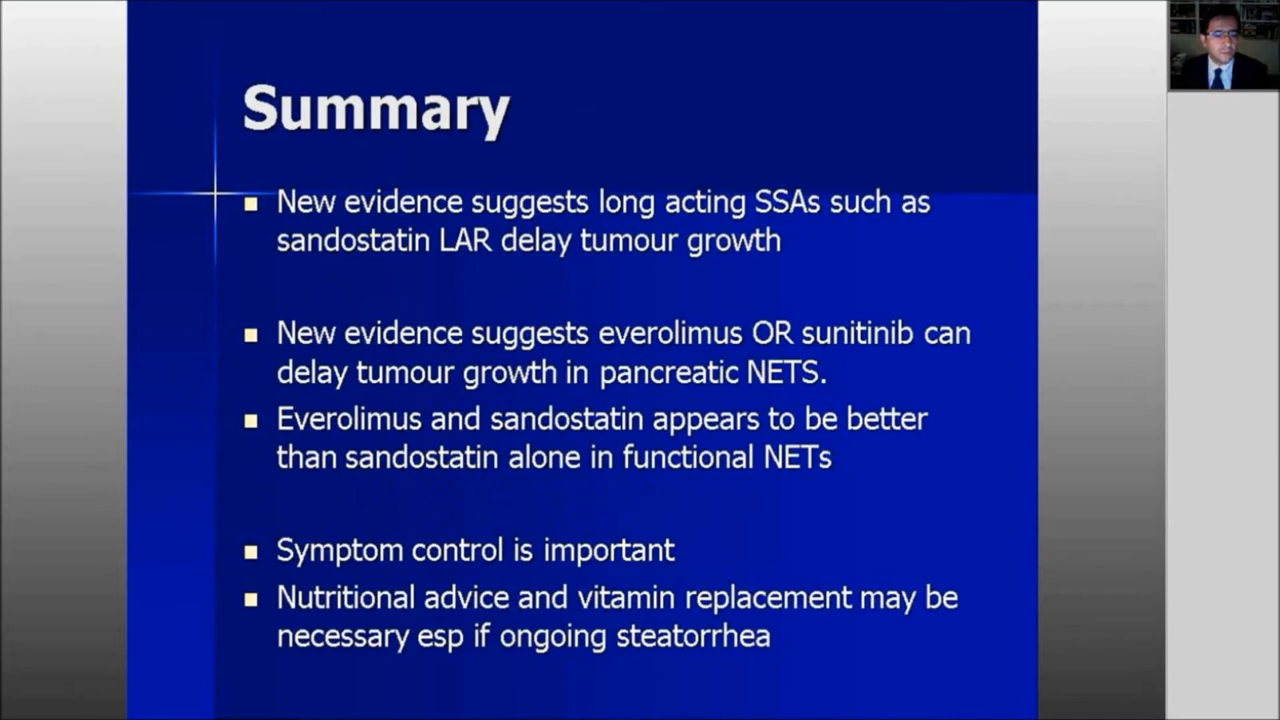 Summary
New evidence suggests long acting SSAs such as
sandostatin LAR delay tumour growth
New evidence suggests everolimus OR sunitinib can
delay tumour growth in pancreatic NETS.
Everolimus and sandostatin appears to be better
than sandostatin alone in functional NETs
Symptom control is important
Nutritional advice and vitamin replacement may be
necessary esp if ongoing steatorrhea